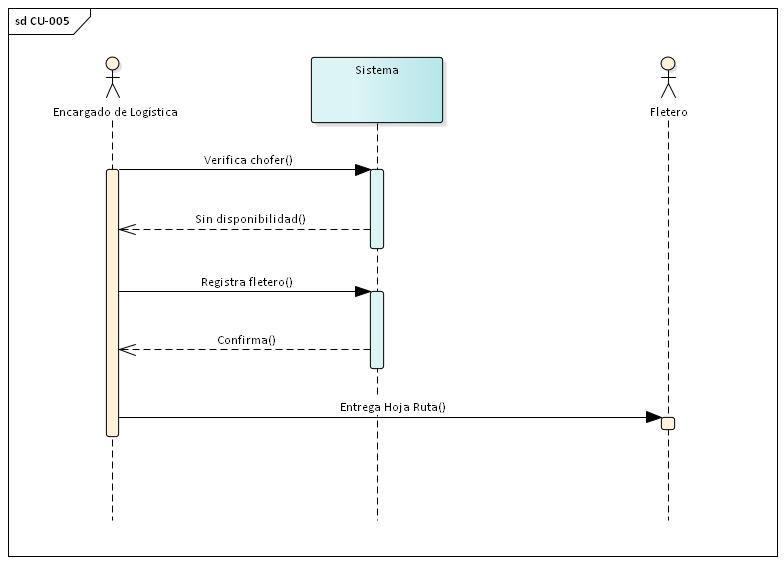 sd CU-005
Encargado de Logística
Sistema
Fletero
Verifica chofer()
Sin disponibilidad()
Registra fletero()
Confirma()
Entrega Hoja Ruta()